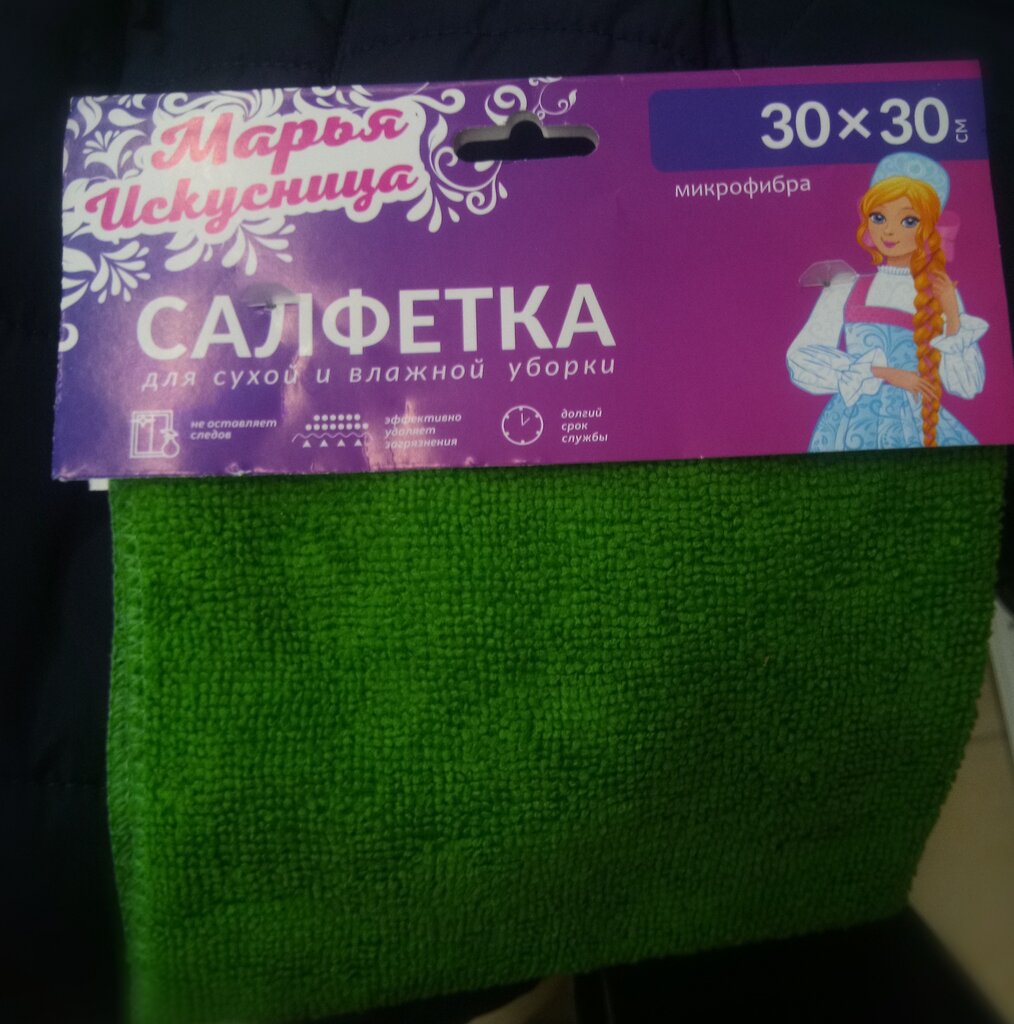 Марья
Искусница
30×30 см
микрофибра
САЛФЕТКА
для сухой и влажной уборки
не оставляет
следов
эффективно
удаляет
загрязнения
долгий
срок
службы